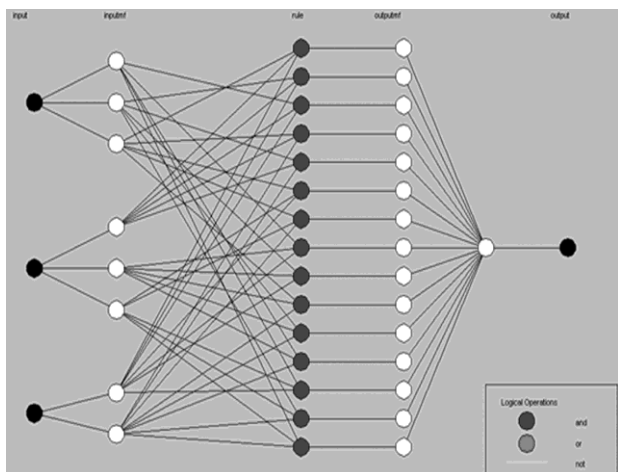 input inputmf rule outputmf output
Logical Operations
and
or
not